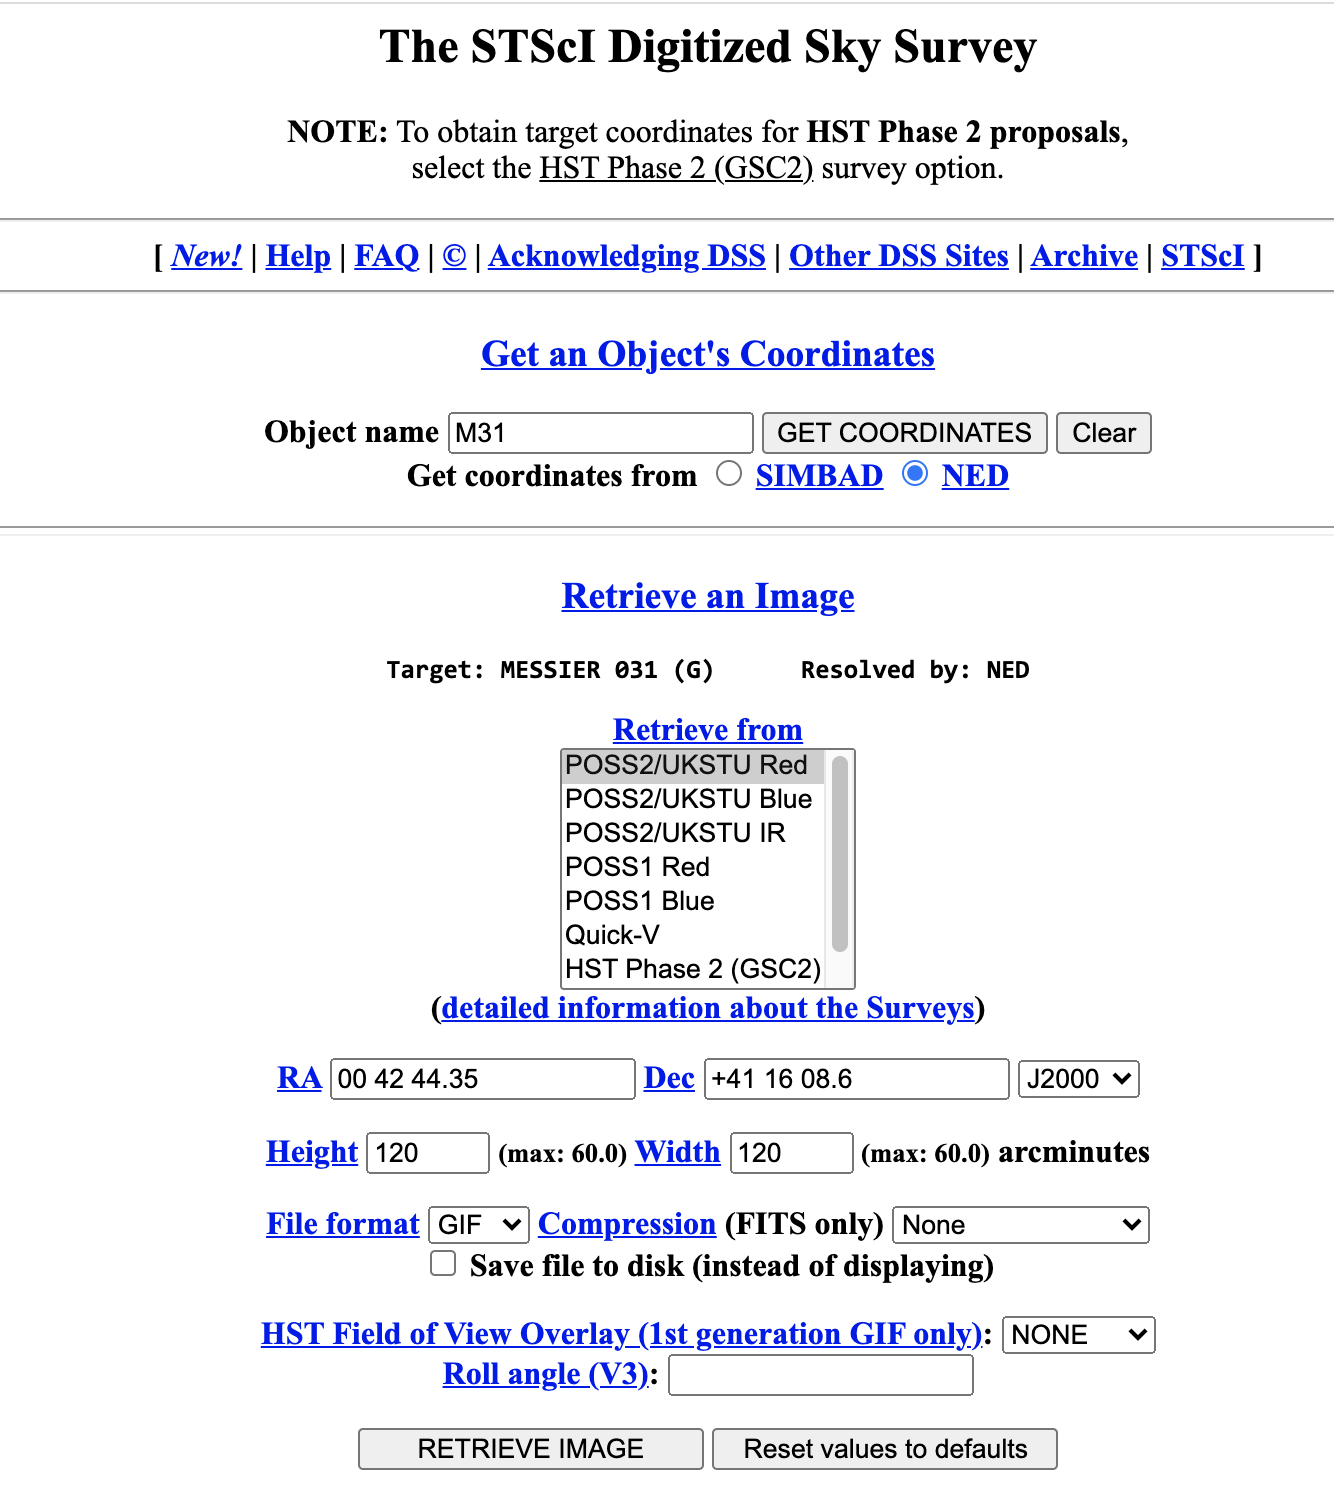 The STScI Digitized Sky Survey
NOTE: To obtain target coordinates for HST Phase 2 proposals,
select the HST Phase 2 (GSC2) survey option.
[ New! | Help | FAQ | © | Acknowledging DSS | Other DSS Sites | Archive | STScI ]
Get an Object's Coordinates
Object name M31 GET COORDINATES Clear
Get coordinates from SIMBAD NED
Retrieve an Image
Target: MESSIER 031 (G) Resolved by: NED
Retrieve from
POSS2/UKSTU Red
POSS2/UKSTU Blue
POSS2/UKSTU IR
POSS1 Red
POSS1 Blue
Quick-V
HST Phase 2 (GSC2)
(detailed information about the Surveys)
RA 00 42 44.35 Dec +41 16 08.6 J2000
Height 120 (max: 60.0) Width 120 (max: 60.0) arcminutes
File format GIF Compression (FITS only) None
Save file to disk (instead of displaying)
HST Field of View Overlay (1st generation GIF only): NONE
Roll angle (V3):
RETRIEVE IMAGE Reset values to defaults